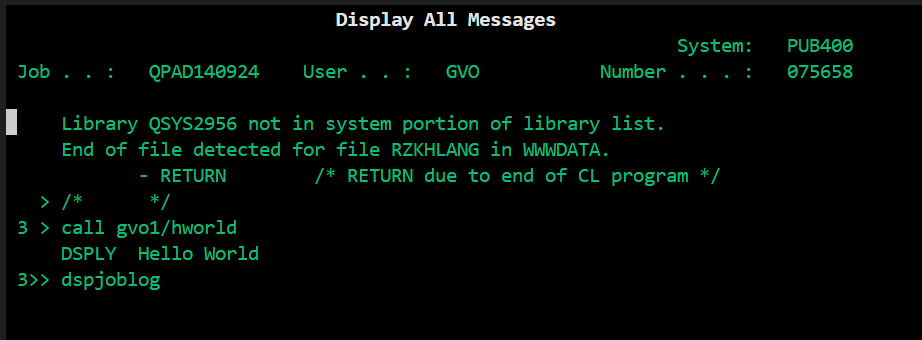 Display All Messages
System:   PUB400
Job . . :   QPAD140924    User . . :   GVO             Number . . . :   075658
Library QSYS2956 not in system portion of library list.
End of file detected for file RZKHLANG in WWWDATA.
- RETURN        /* RETURN due to end of CL program */
> /*      */
3 > call gvo1/hworld
DSPLY  Hello World
3>> dspjoblog